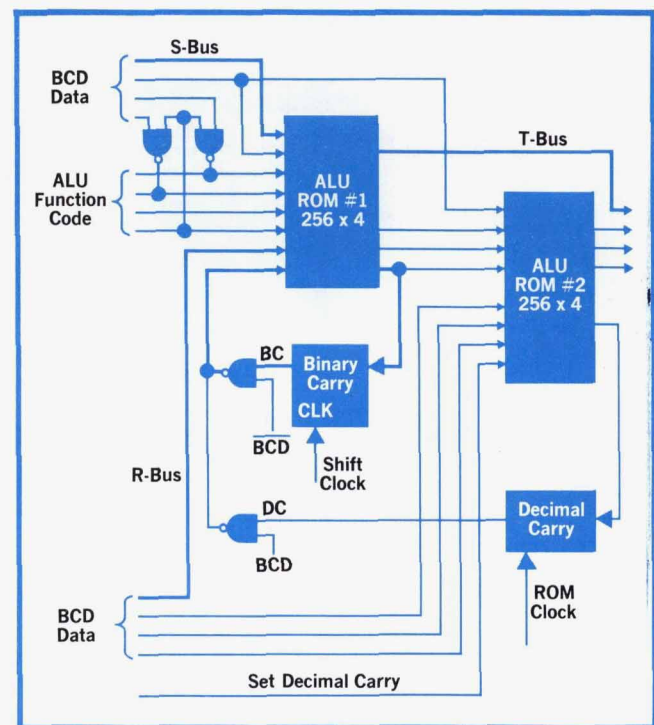 S-Bus
BCD
Data
T-Bus
ALU
ROM #1
256 x 4
ALU
Function
Code
ALU
ROM #2
256 x 4
BC
Binary
Carry
CLK
BCD
Shift
Clock
R-Bus
DC
Decimal
Carry
BCD
ROM
Clock
BCD
Data
Set Decimal Carry